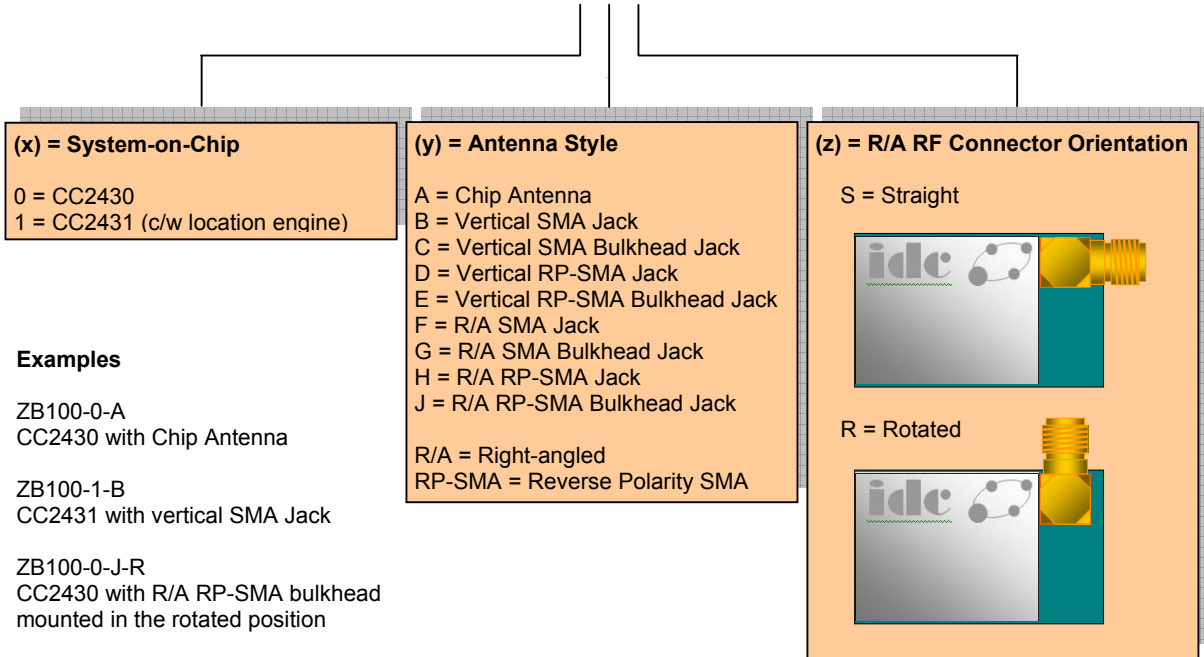 (x) = System-on-Chip
0 = CC2430
1 = CC2431 (c/w location engine)
Examples
ZB100-0-A
CC2430 with Chip Antenna
ZB100-1-B
CC2431 with vertical SMA Jack
ZB100-0-J-R
CC2430 with R/A RP-SMA bulkhead
mounted in the rotated position
(y) = Antenna Style
A = Chip Antenna
B = Vertical SMA Jack
C = Vertical SMA Bulkhead Jack
D = Vertical RP-SMA Jack
E = Vertical RP-SMA Bulkhead Jack
F = R/A SMA Jack
G = R/A SMA Bulkhead Jack
H = R/A RP-SMA Jack
J = R/A RP-SMA Bulkhead Jack
R/A = Right-angled
RP-SMA = Reverse Polarity SMA
(z) = R/A RF Connector Orientation
S = Straight
idc
R = Rotated
idc